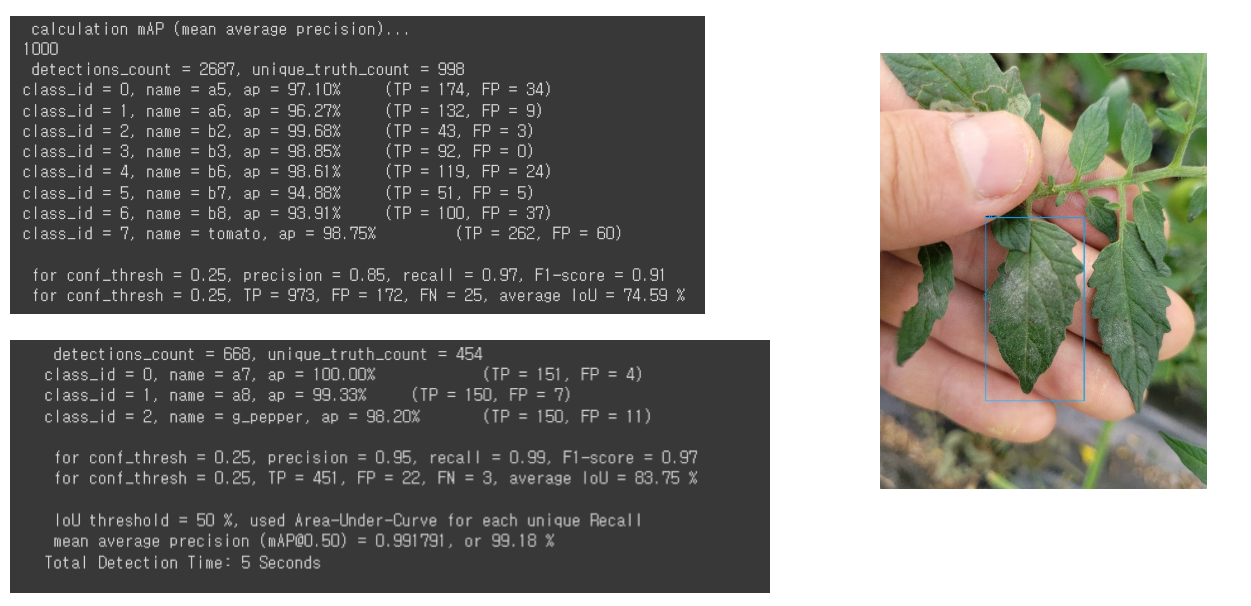 calculation mAP (mean average precision)...
1000
detections_count = 2687, unique_truth_count = 998
class_id = 0, name = a5, ap = 97.10% (TP = 174, FP = 34)
class_id = 1, name = a6, ap = 96.27% (TP = 132, FP = 9)
class_id = 2, name = b2, ap = 99.68% (TP = 43, FP = 3)
class_id = 3, name = b3, ap = 98.85% (TP = 92, FP = 0)
class_id = 4, name = b6, ap = 98.61% (TP = 119, FP = 24)
class_id = 5, name = b7, ap = 94.88% (TP = 51, FP = 5)
class_id = 6, name = b8, ap = 93.91% (TP = 100, FP = 37)
class_id = 7, name = tomato, ap = 98.75% (TP = 262, FP = 60)
for conf_thresh = 0.25, precision = 0.85, recall = 0.97, F1-score = 0.91
for conf_thresh = 0.25, TP = 973, FP = 172, FN = 25, average IoU = 74.59 %
detections_count = 668, unique_truth_count = 454
class_id = 0, name = a7, ap = 100.00% (TP = 151, FP = 4)
class_id = 1, name = a8, ap = 99.33% (TP = 150, FP = 7)
class_id = 2, name = g_pepper, ap = 98.20% (TP = 150, FP = 11)
for conf_thresh = 0.25, precision = 0.95, recall = 0.99, F1-score = 0.97
for conf_thresh = 0.25, TP = 451, FP = 22, FN = 3, average IoU = 83.75 %
IoU threshold = 50 %, used Area-Under-Curve for each unique Recall
mean average precision (mAP@0.50) = 0.991791, or 99.18 %
Total Detection Time: 5 Seconds